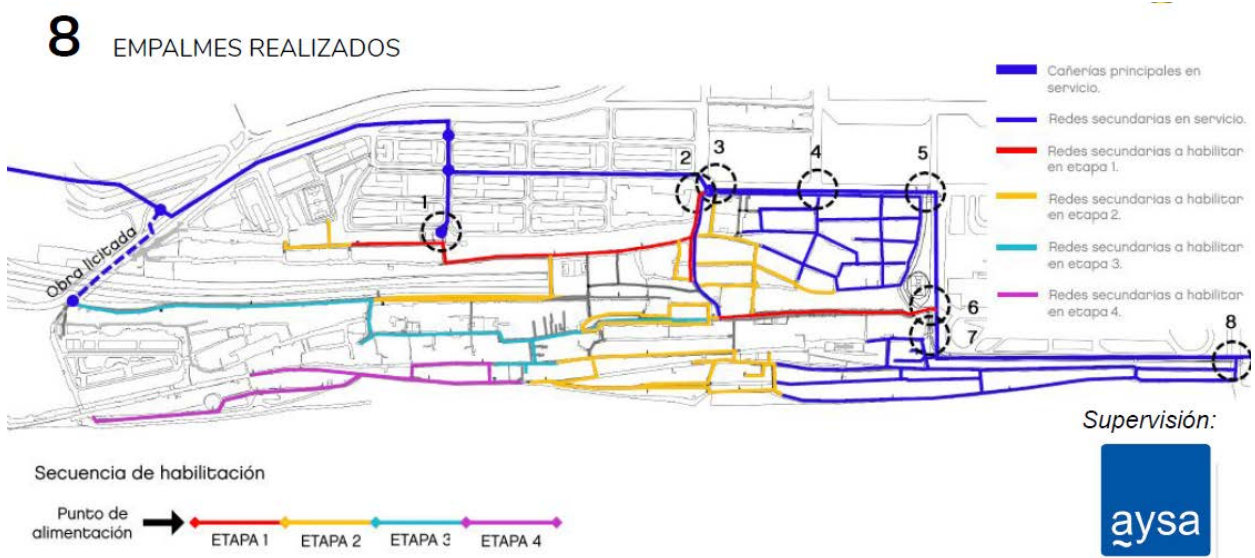 8 EMPALMES REALIZADOS
Cañerías principales en
servicio.
Redes secundarias en servicio.
Redes secundarias a habilitar
en etapa 1.
Redes secundarias a habilitar
en etapa 2.
Redes secundarias a habilitar
en etapa 3.
Redes secundarias a habilitar
en etapa 4.
1
2
3
4
5
6
7
8
Obra licitada
Supervisión:
aysa
Secuencia de habilitación
Punto de
alimentación
ETAPA 1
ETAPA 2
ETAPA 3
ETAPA 4